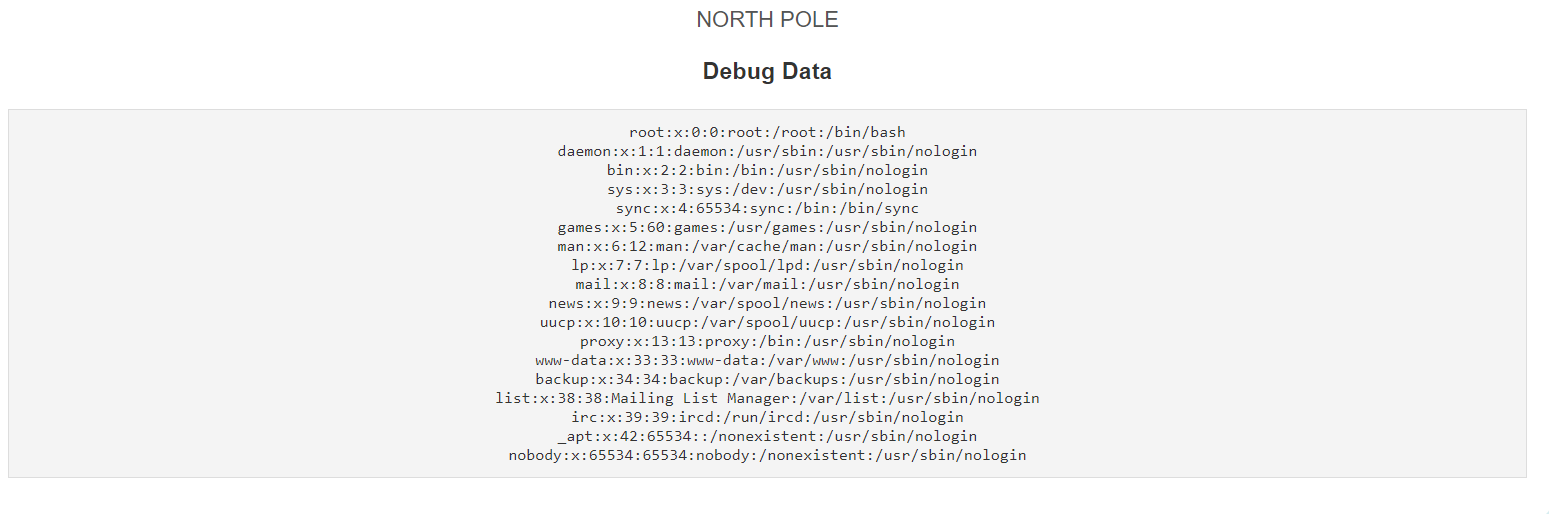 NORTH POLE
Debug Data
root:x:0:0:root:/root:/bin/bash
daemon:x:1:1:daemon:/usr/sbin:/usr/sbin/nologin
bin:x:2:2:bin:/bin:/usr/sbin/nologin
sys:x:3:3:sys:/dev:/usr/sbin/nologin
sync:x:4:65534:sync:/bin:/bin/sync
games:x:5:60:games:/usr/games:/usr/sbin/nologin
man:x:6:12:man:/var/cache/man:/usr/sbin/nologin
lp:x:7:7:lp:/var/spool/lpd:/usr/sbin/nologin
mail:x:8:8:mail:/var/mail:/usr/sbin/nologin
news:x:9:9:news:/var/spool/news:/usr/sbin/nologin
uucp:x:10:10:uucp:/var/spool/uucp:/usr/sbin/nologin
proxy:x:13:13:proxy:/bin:/usr/sbin/nologin
www-data:x:33:33:www-data:/var/www:/usr/sbin/nologin
backup:x:34:34:backup:/var/backups:/usr/sbin/nologin
list:x:38:38:Mailing List Manager:/var/list:/usr/sbin/nologin
irc:x:39:39:ircd:/run/ircd:/usr/sbin/nologin
_apt:x:42:65534::/nonexistent:/usr/sbin/nologin
nobody:x:65534:65534:nobody:/nonexistent:/usr/sbin/nologin